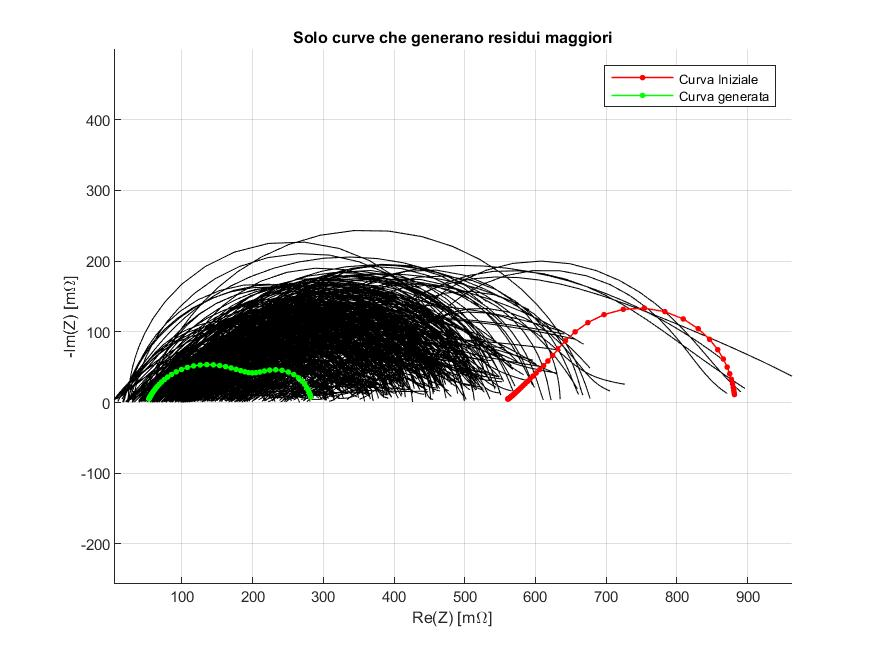 Solo curve che generano residui maggiori
Curva Iniziale
Curva generata
400
300
200
100
0
-100
-200
-Im(Z) [mΩ]
100 200 300 400 500 600 700 800 900
Re(Z) [mΩ]